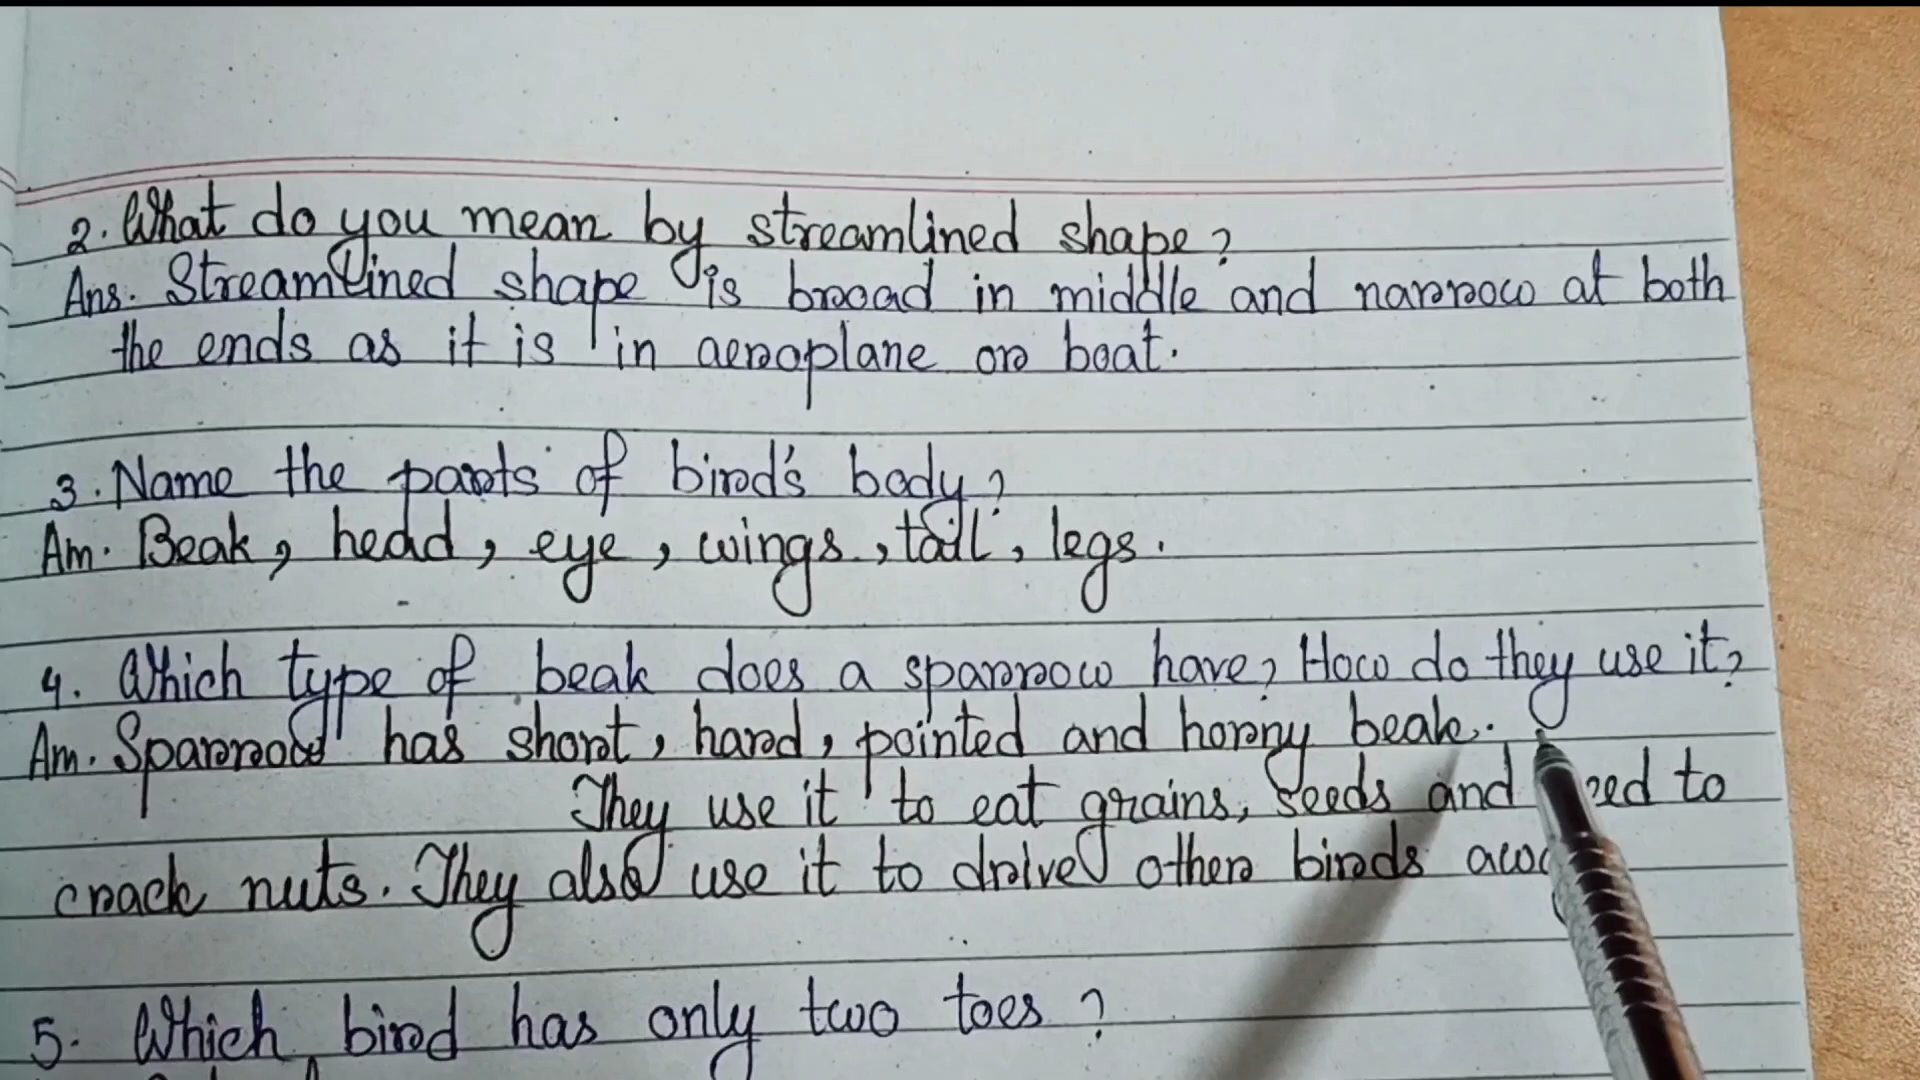 2. What do you mean by streamlined shape?
Ans. Streamlined shape is broad in middle and narrow at both
the ends as it is in aeroplane or boat.
3. Name the parts of bird's body?
Ans. Beak, head, eye, wings, tail, legs.
4. Which type of beak does a sparrow have? How do they use it?
Ans. Sparrow has short, hard, pointed and horny beak.
They use it to eat grains, seeds and to
crack nuts. They also use it to drive other birds
5. Which bird has only two toes?